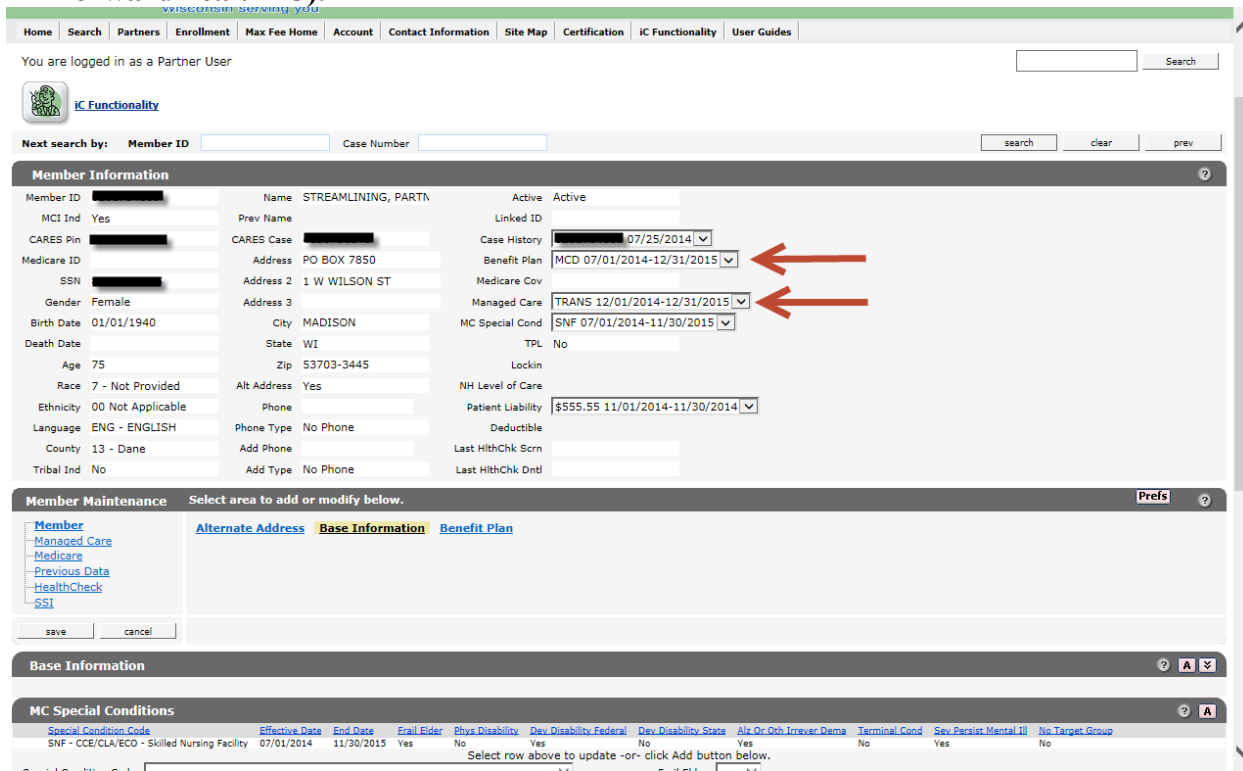 Wisconsin serving you
Home Search Partners Enrollment Max Fee Home Account Contact Information Site Map Certification iC Functionality User Guides
You are logged in as a Partner User Search
iC Functionality
Next search by: Member ID Case Number search clear prev
Member Information ?
Member ID Name STREAMLINING, PARTN Active Active
MCI Ind Yes Prev Name Linked ID
CARES Pin CARES Case Case History 07/25/2014
Medicare ID Address PO BOX 7850 Benefit Plan MCD 07/01/2014-12/31/2015
SSN Address 2 1 W WILSON ST Medicare Cov
Gender Female Address 3 Managed Care TRANS 12/01/2014-12/31/2015
Birth Date 01/01/1940 City MADISON MC Special Cond SNF 07/01/2014-11/30/2015
Death Date State WI TPL No
Age 75 Zip 53703-3445 Lockin
Race 7 - Not Provided Alt Address Yes NH Level of Care
Ethnicity 00 Not Applicable Phone Patient Liability $555.55 11/01/2014-11/30/2014
Language ENG - ENGLISH Phone Type No Phone Deductible
County 13 - Dane Add Phone Last HlthChk Scrn
Tribal Ind No Add Type No Phone Last HlthChk Dntl
Member Maintenance Select area to add or modify below. Prefs ?
Member Alternate Address Base Information Benefit Plan
Managed Care
Medicare
Previous Data
HealthCheck
SSI
save cancel
Base Information ? A
MC Special Conditions ? A
Special Condition Code Effective Date End Date Frail Elder Phys Disability Dev Disability Federal Dev Disability State Alz Or Oth Irrever Dema Terminal Cond Sev Persist Mental Ill No Target Group
SNF - CCE/CLA/ECO - Skilled Nursing Facility 07/01/2014 11/30/2015 Yes No Yes No Yes No Yes No
Select row above to update -or- click Add button below.